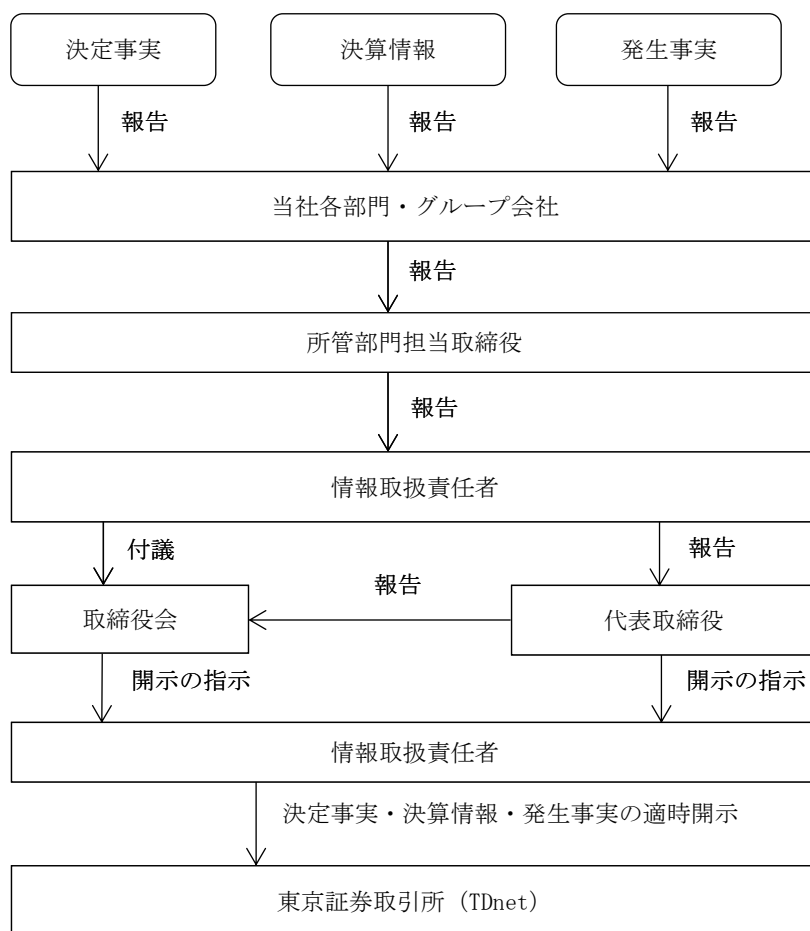 決定事実
決算情報
発生事実
報告
報告
報告
当社各部門・グループ会社
報告
所管部門担当取締役
報告
情報取扱責任者
付議
報告
報告
取締役会
代表取締役
開示の指示
開示の指示
情報取扱責任者
決定事実・決算情報・発生事実の適時開示
東京証券取引所（TDnet）